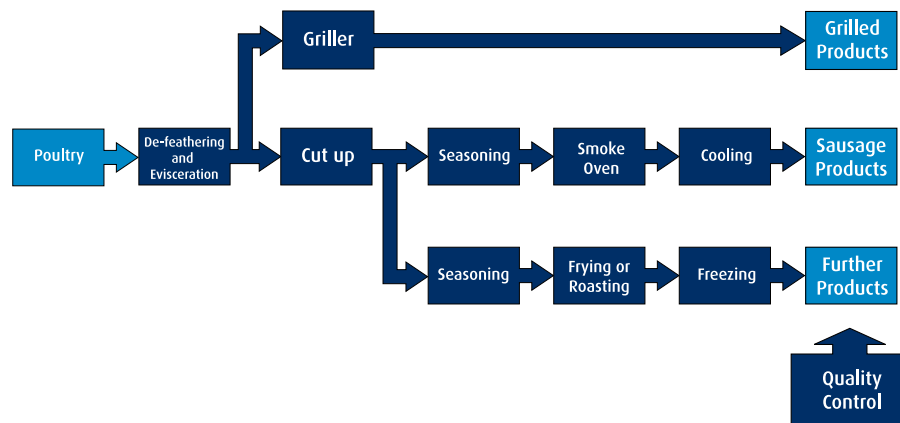 Griller
Grilled
Products
Poultry
De-feathering
and
Evisceration
Cut up
Seasoning
Smoke
Oven
Cooling
Sausage
Products
Seasoning
Frying or
Roasting
Freezing
Further
Products
Quality
Control